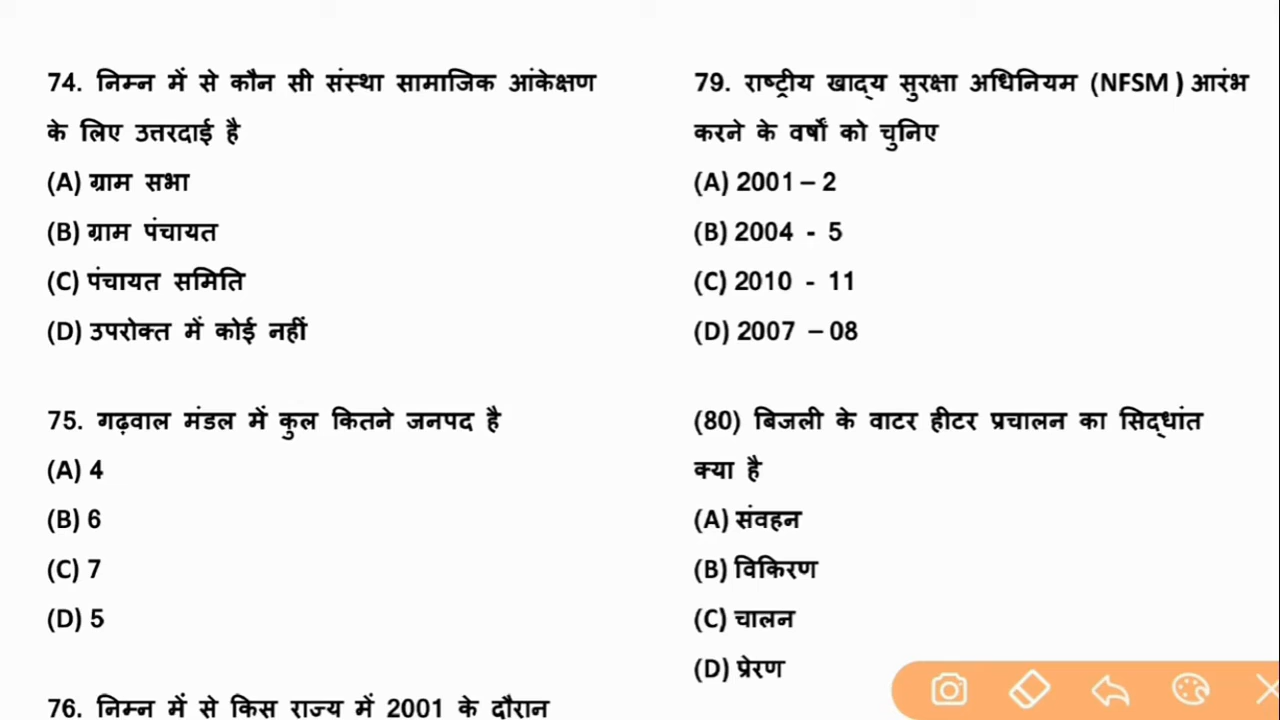 74. निम्न में से कौन सी संस्था सामाजिक आंकेक्षण
के लिए उत्तरदाई है
(A) ग्राम सभा
(B) ग्राम पंचायत
(C) पंचायत समिति
(D) उपरोक्त में कोई नहीं
75. गढ़वाल मंडल में कुल कितने जनपद है
(A) 4
(B) 6
(C) 7
(D) 5
76. निम्न में से किस राज्य में 2001 के दौरान
79. राष्ट्रीय खाद्य सुरक्षा अधिनियम (NFSM ) आरंभ
करने के वर्षों को चुनिए
(A) 2001 – 2
(B) 2004 - 5
(C) 2010 - 11
(D) 2007 – 08
(80) बिजली के वाटर हीटर प्रचालन का सिद्धांत
क्या है
(A) संवहन
(B) विकिरण
(C) चालन
(D) प्रेरण